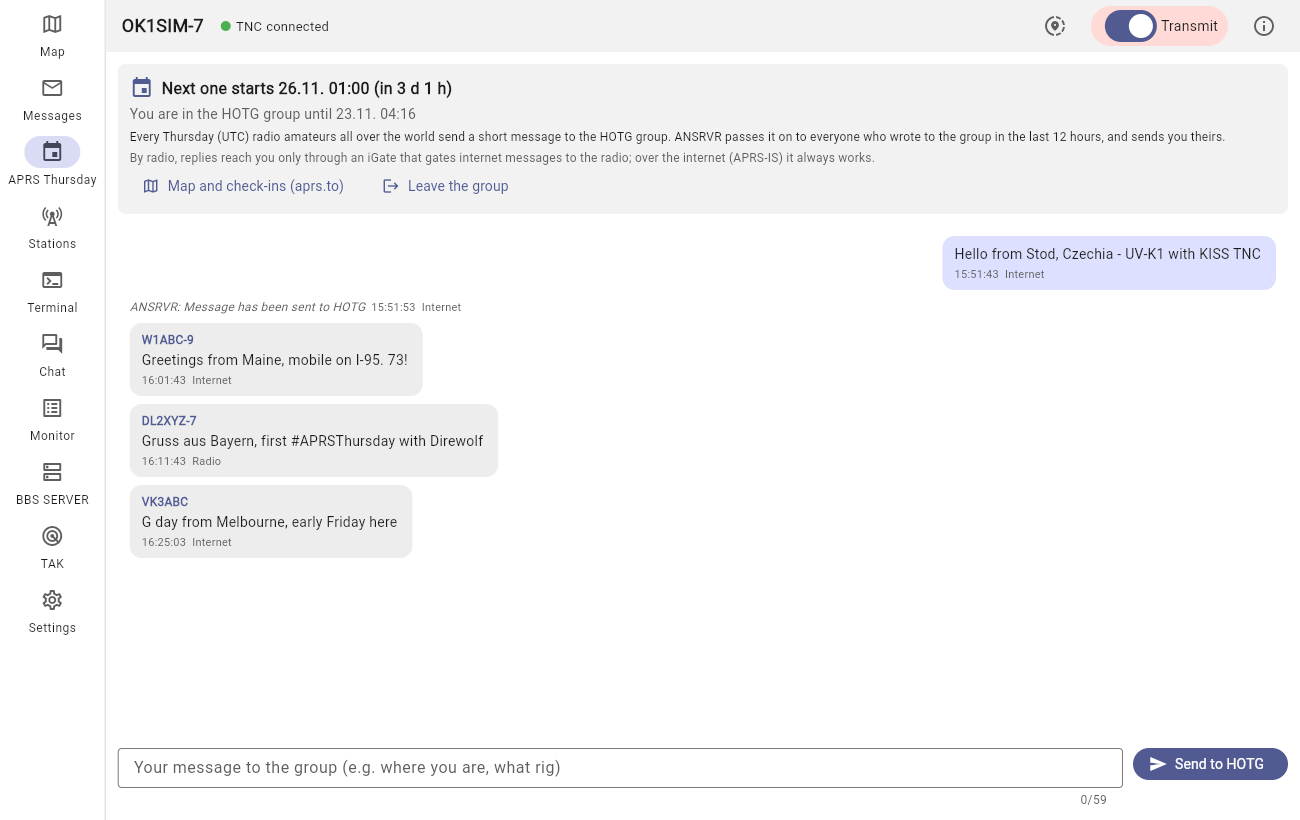 OK1SIM-7
TNC connected
Transmit
Map
Messages
APRS Thursday
Stations
Terminal
Chat
Monitor
BBS SERVER
TAK
Settings
Next one starts 26.11. 01:00 (in 3 d 1 h)
You are in the HOTG group until 23.11. 04:16
Every Thursday (UTC) radio amateurs all over the world send a short message to the HOTG group. ANSRVR passes it on to everyone who wrote to the group in the last 12 hours, and sends you theirs.
By radio, replies reach you only through an iGate that gates internet messages to the radio; over the internet (APRS-IS) it always works.
Map and check-ins (aprs.to)
Leave the group
Hello from Stod, Czechia - UV-K1 with KISS TNC
15:51:43 Internet
ANSRVR: Message has been sent to HOTG 15:51:53 Internet
W1ABC-9
Greetings from Maine, mobile on I-95. 73!
16:01:43 Internet
DL2XYZ-7
Gruss aus Bayern, first #APRSThursday with Direwolf
16:11:43 Radio
VK3ABC
G day from Melbourne, early Friday here
16:25:03 Internet
Your message to the group (e.g. where you are, what rig)
Send to HOTG
0/59